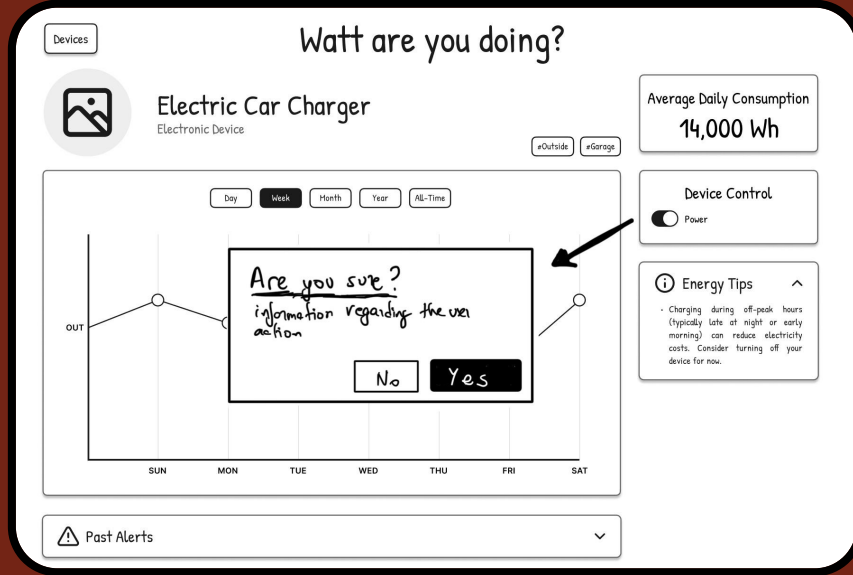 Devices
Watt are you doing?
Electric Car Charger
Electronic Device
#Outside #Garage
Average Daily Consumption
14,000 Wh
Day Week Month Year All-Time
Device Control
Power
Are you sure?
information regarding the user
action
No Yes
Energy Tips
• Charging during off-peak hours
(typically late at night or early
morning) can reduce electricity
costs. Consider turning off your
device for now.
OUT
SUN MON TUE WED THU FRI SAT
Past Alerts